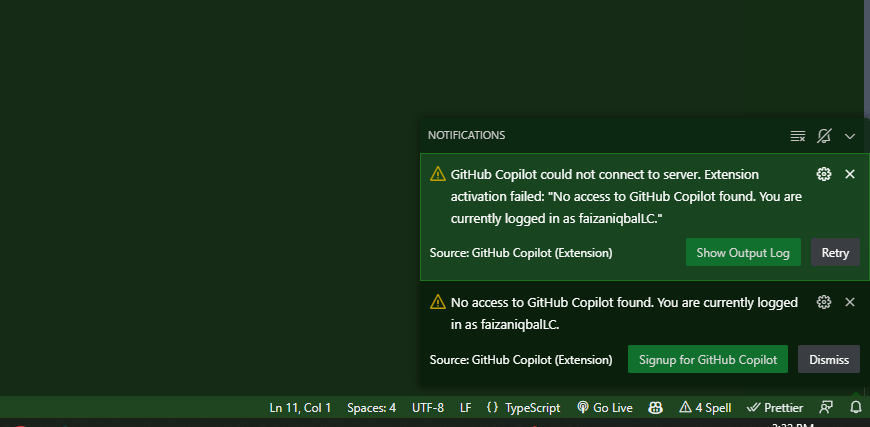 NOTIFICATIONS
GitHub Copilot could not connect to server. Extension
activation failed: "No access to GitHub Copilot found. You are
currently logged in as faizaniqbalLC."
Source: GitHub Copilot (Extension)
Show Output Log
Retry
No access to GitHub Copilot found. You are currently logged
in as faizaniqbalLC.
Source: GitHub Copilot (Extension)
Signup for GitHub Copilot
Dismiss
Ln 11, Col 1
Spaces: 4
UTF-8
LF
{ } TypeScript
Go Live
4 Spell
Prettier